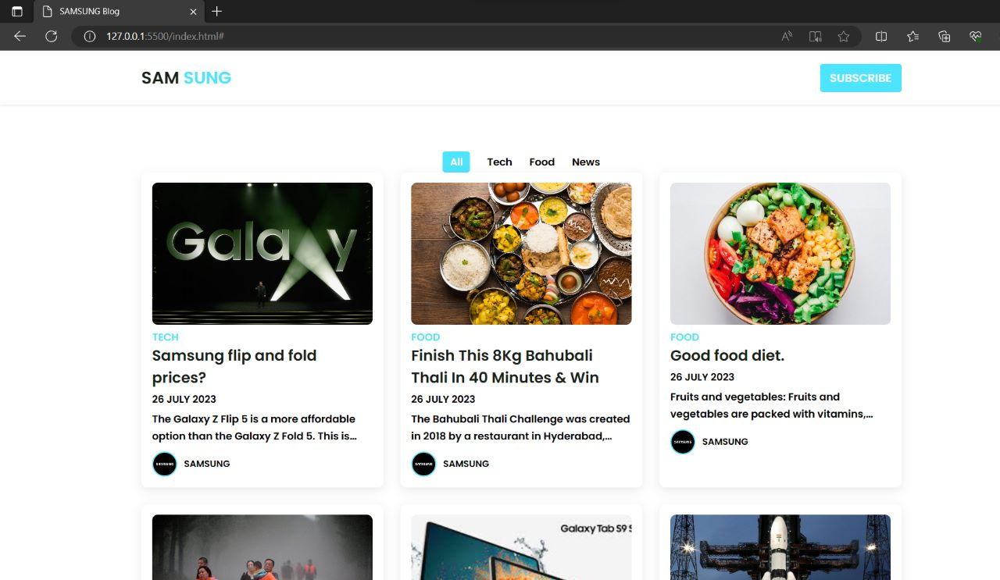 SAMSUNG Blog
127.0.0.1:5500/index.html#
SAM SUNG
SUBSCRIBE
All Tech Food News
Galaxy
TECH
Samsung flip and fold
prices?
26 JULY 2023
The Galaxy Z Flip 5 is a more affordable
option than the Galaxy Z Fold 5. This is...
SAMSUNG SAMSUNG
FOOD
Finish This 8Kg Bahubali
Thali In 40 Minutes & Win
26 JULY 2023
The Bahubali Thali Challenge was created
in 2018 by a restaurant in Hyderabad,...
SAMSUNG SAMSUNG
FOOD
Good food diet.
26 JULY 2023
Fruits and vegetables: Fruits and
vegetables are packed with vitamins,...
SAMSUNG SAMSUNG
Galaxy Tab S9 S